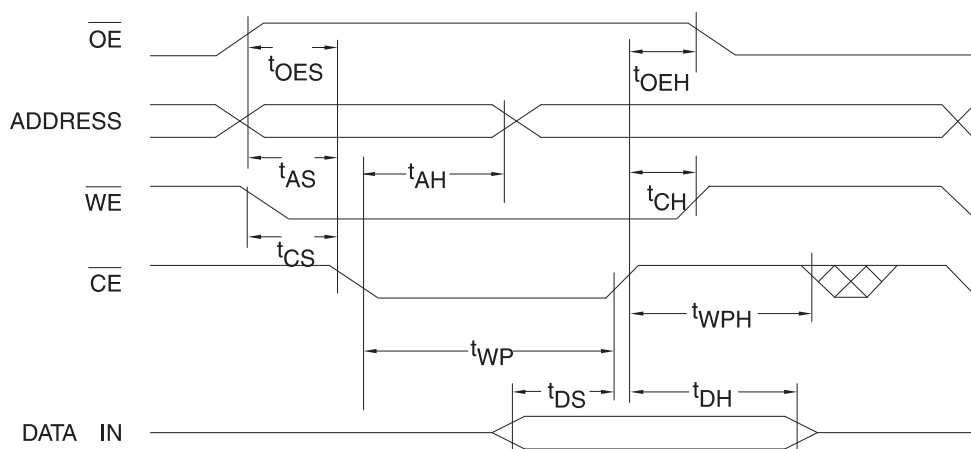 OE
tOES
tOEH
ADDRESS
tAS
tAH
WE
tCH
tCS
CE
tWPH
tWP
tDS
tDH
DATA IN